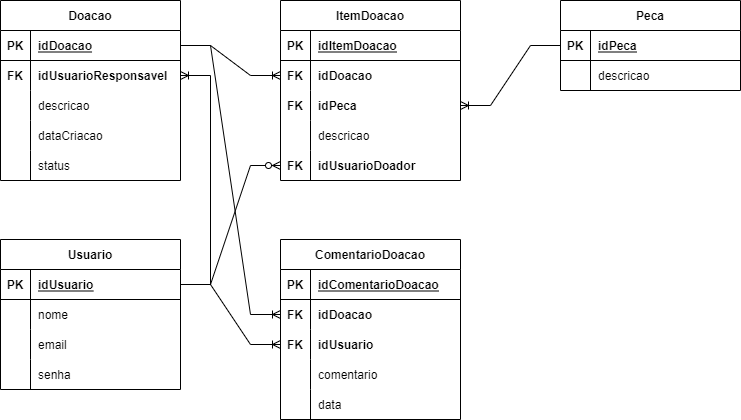 Doacao
PK idDoacao
FK idUsuarioResponsavel
descricao
dataCriacao
status
ItemDoacao
PK idItemDoacao
FK idDoacao
FK idPeca
descricao
FK idUsuarioDoador
Peca
PK idPeca
descricao
Usuario
PK idUsuario
nome
email
senha
ComentarioDoacao
PK idComentarioDoacao
FK idDoacao
FK idUsuario
comentario
data